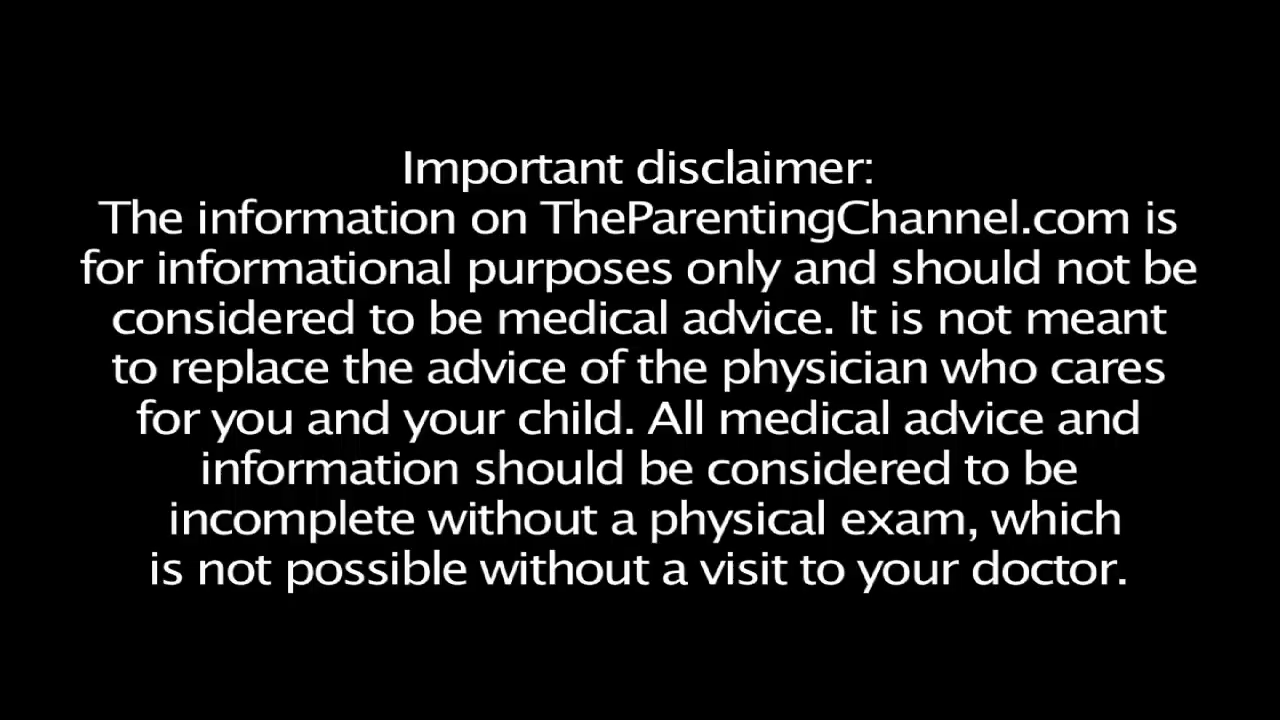 Important disclaimer:
The information on TheParentingChannel.com is
for informational purposes only and should not be
considered to be medical advice. It is not meant
to replace the advice of the physician who cares
for you and your child. All medical advice and
information should be considered to be
incomplete without a physical exam, which
is not possible without a visit to your doctor.